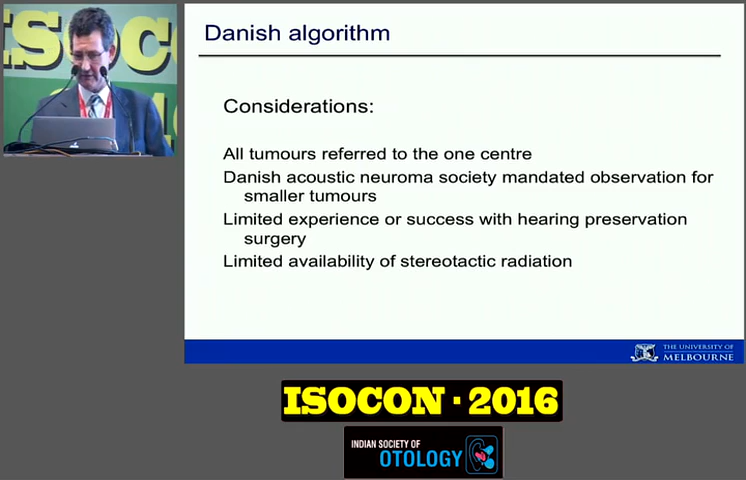 ISOCO
Danish algorithm
Considerations:
All tumours referred to the one centre
Danish acoustic neuroma society mandated observation for
smaller tumours
Limited experience or success with hearing preservation
surgery
Limited availability of stereotactic radiation
THE UNIVERSITY OF
MELBOURNE
ISOCON · 2016
INDIAN SOCIETY OF
OTOLOGY